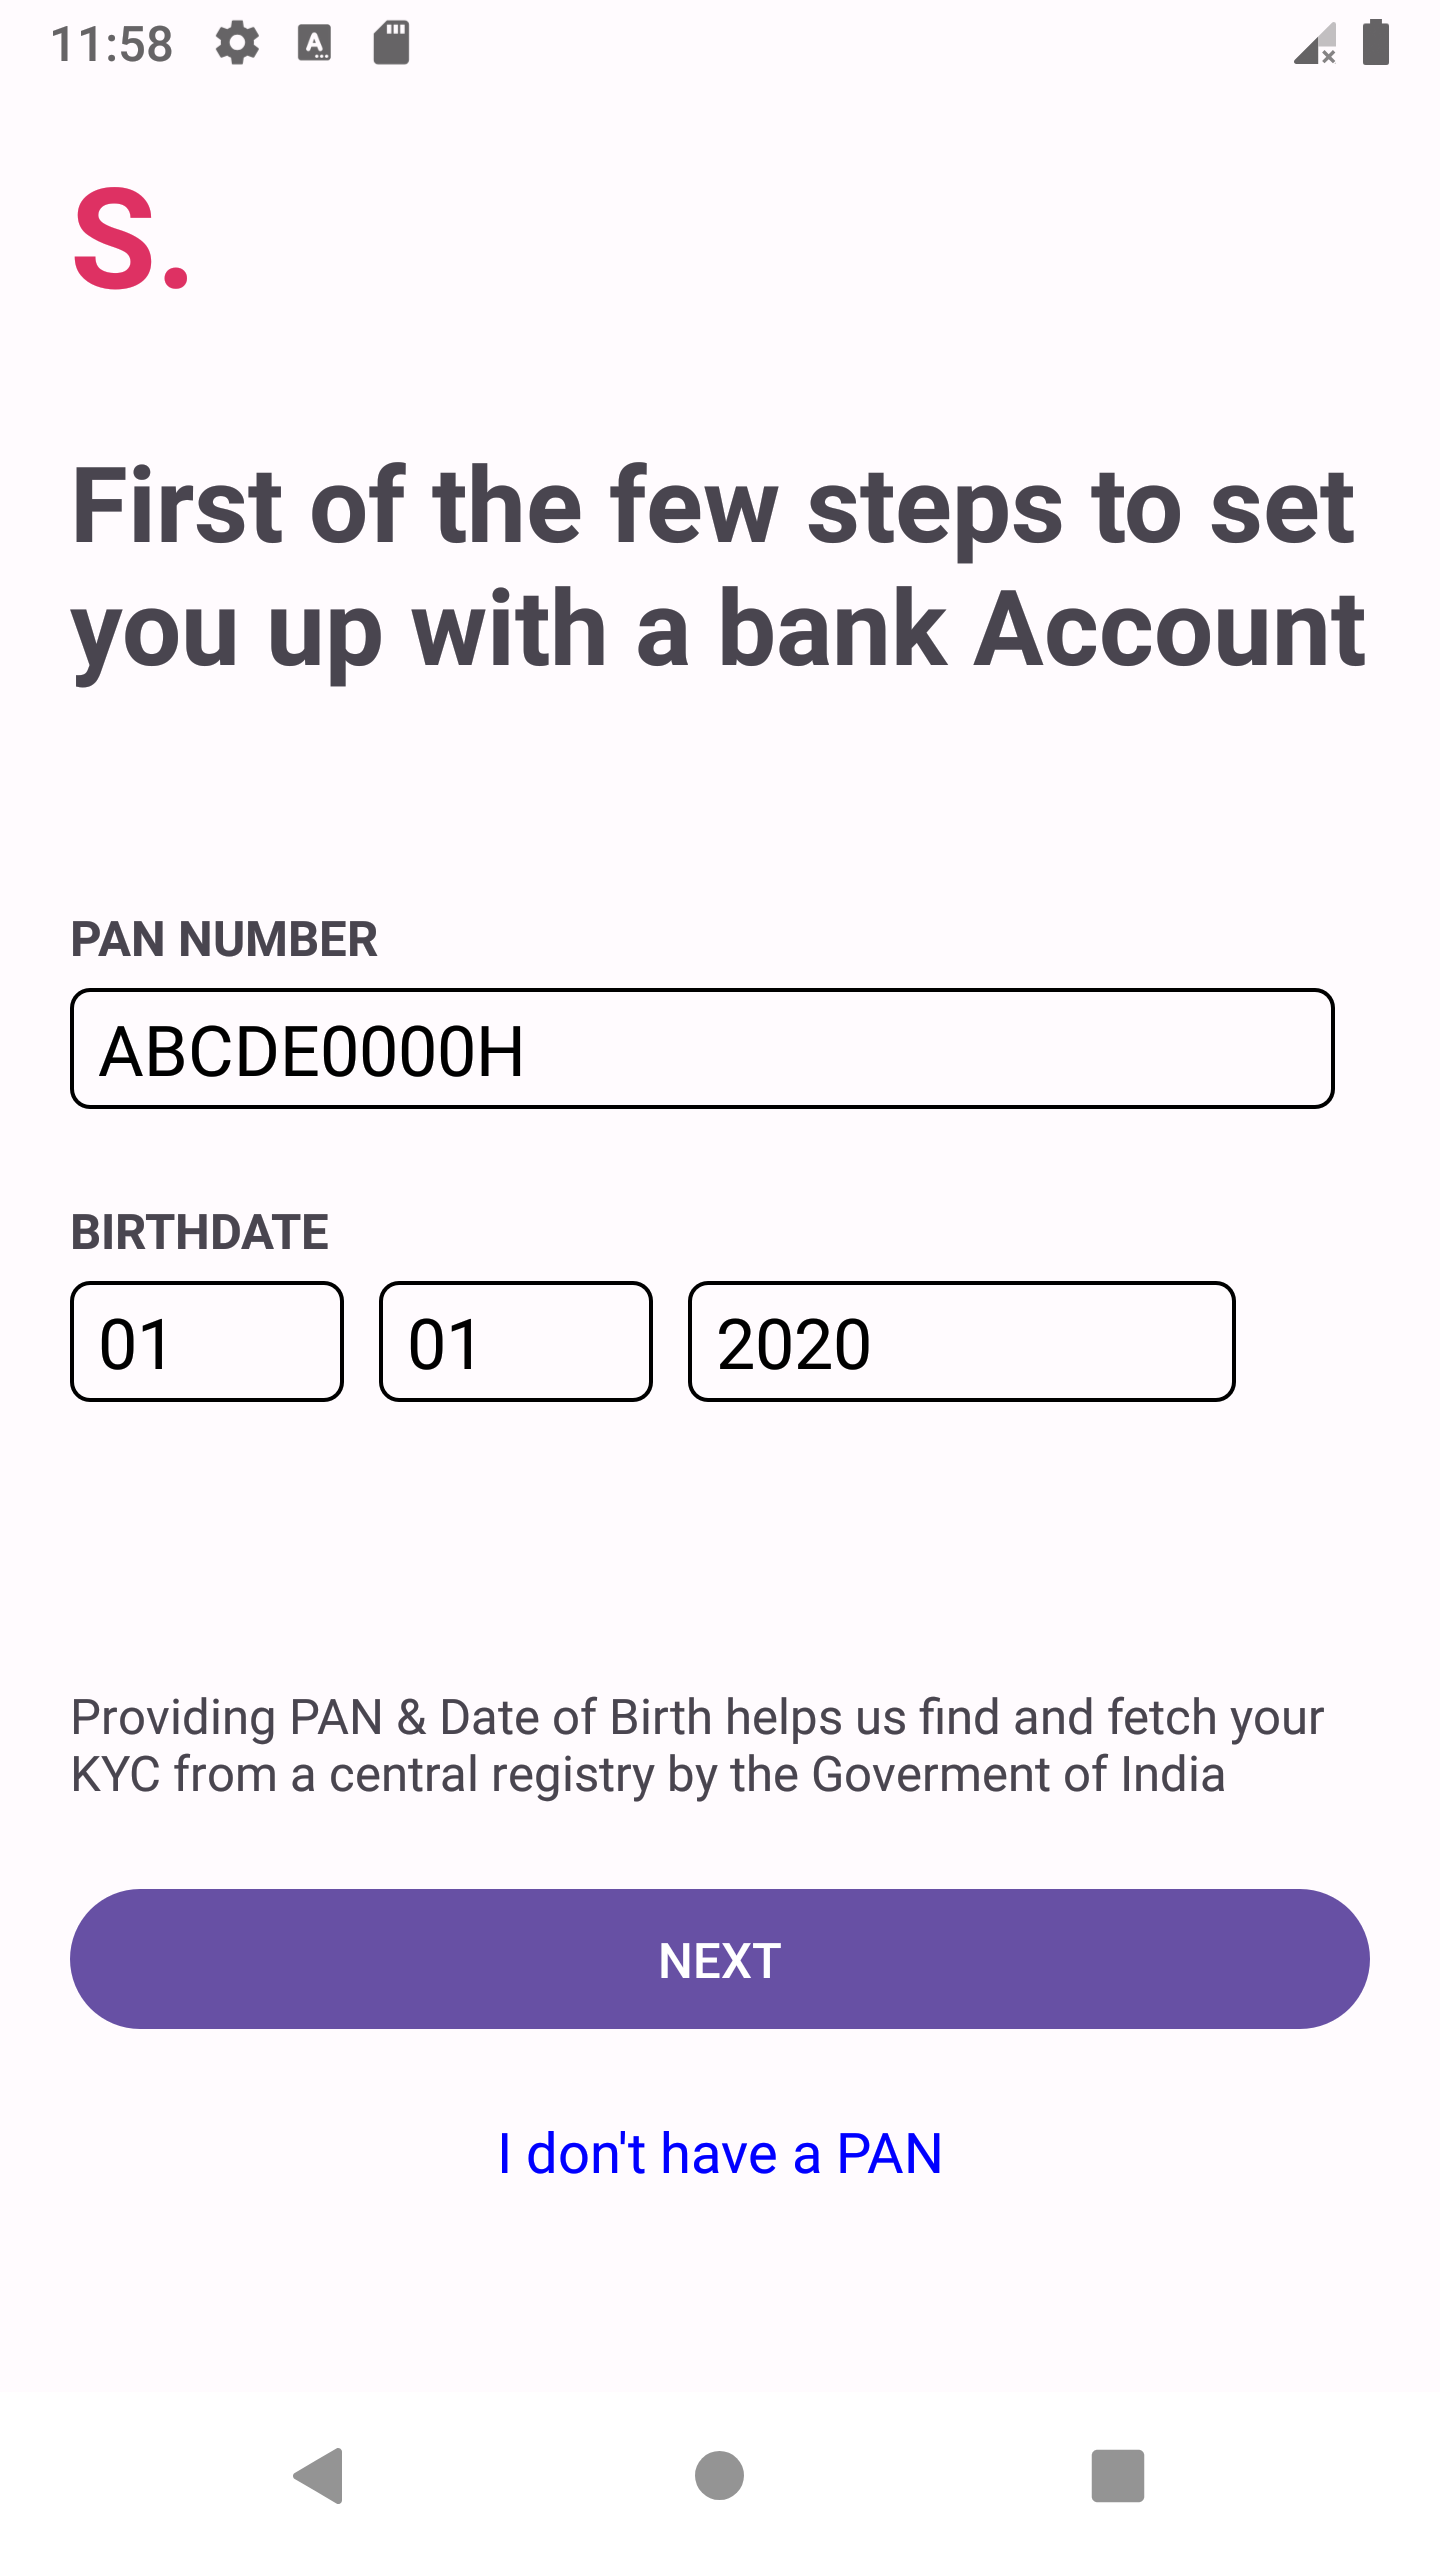 11:58
S.
First of the few steps to set
you up with a bank Account
PAN NUMBER
ABCDE0000H
BIRTHDATE
01 01 2020
Providing PAN & Date of Birth helps us find and fetch your
KYC from a central registry by the Goverment of India
NEXT
I don't have a PAN